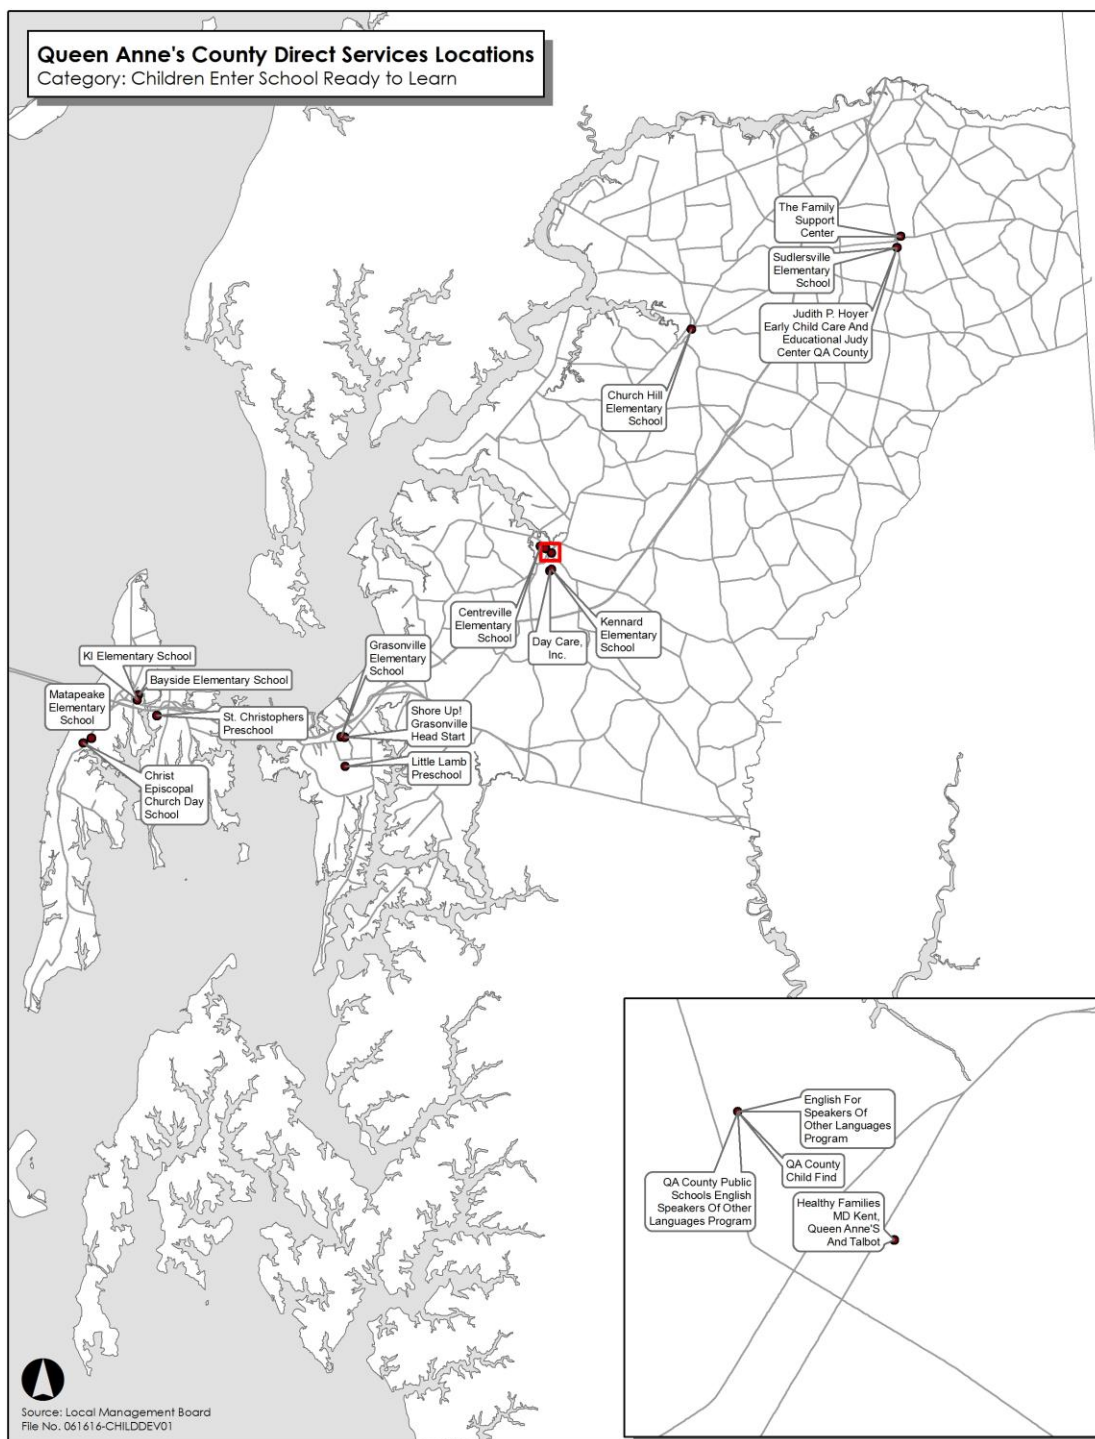 Queen Anne's County Direct Services Locations
Category: Children Enter School Ready to Learn
The Family
Support
Center
Sudlersville
Elementary
School
Judith P. Hoyer
Early Child Care And
Educational Judy
Center QA County
Church Hill
Elementary
School
Centreville
Elementary
School
Day Care,
Inc.
Kennard
Elementary
School
KI Elementary School
Bayside Elementary School
Matapeake
Elementary
School
St. Christophers
Preschool
Christ
Episcopal
Church Day
School
Grasonville
Elementary
School
Shore Up!
Grasonville
Head Start
Little Lamb
Preschool
English For
Speakers Of
Other Languages
Program
QA County
Child Find
QA County Public
Schools English
Speakers Of Other
Languages Program
Healthy Families
MD Kent,
Queen Anne'S
And Talbot
Source: Local Management Board
File No. 061616-CHILDDEV01